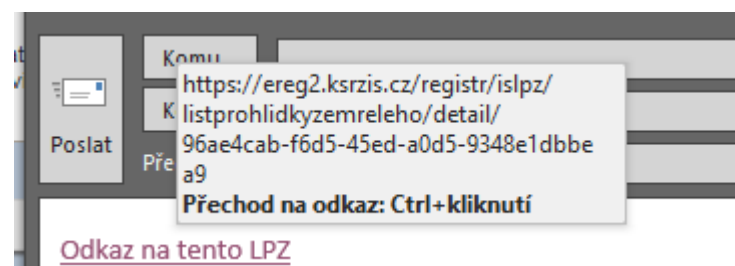 Komu
https://ereg2.ksrzis.cz/registr/islpz/
listprohlidkyzemreleho/detail/
96ae4cab-f6d5-45ed-a0d5-9348e1dbbe
a9
Přechod na odkaz: Ctrl+kliknutí
K
Poslat
Pře
Odkaz na tento LPZ